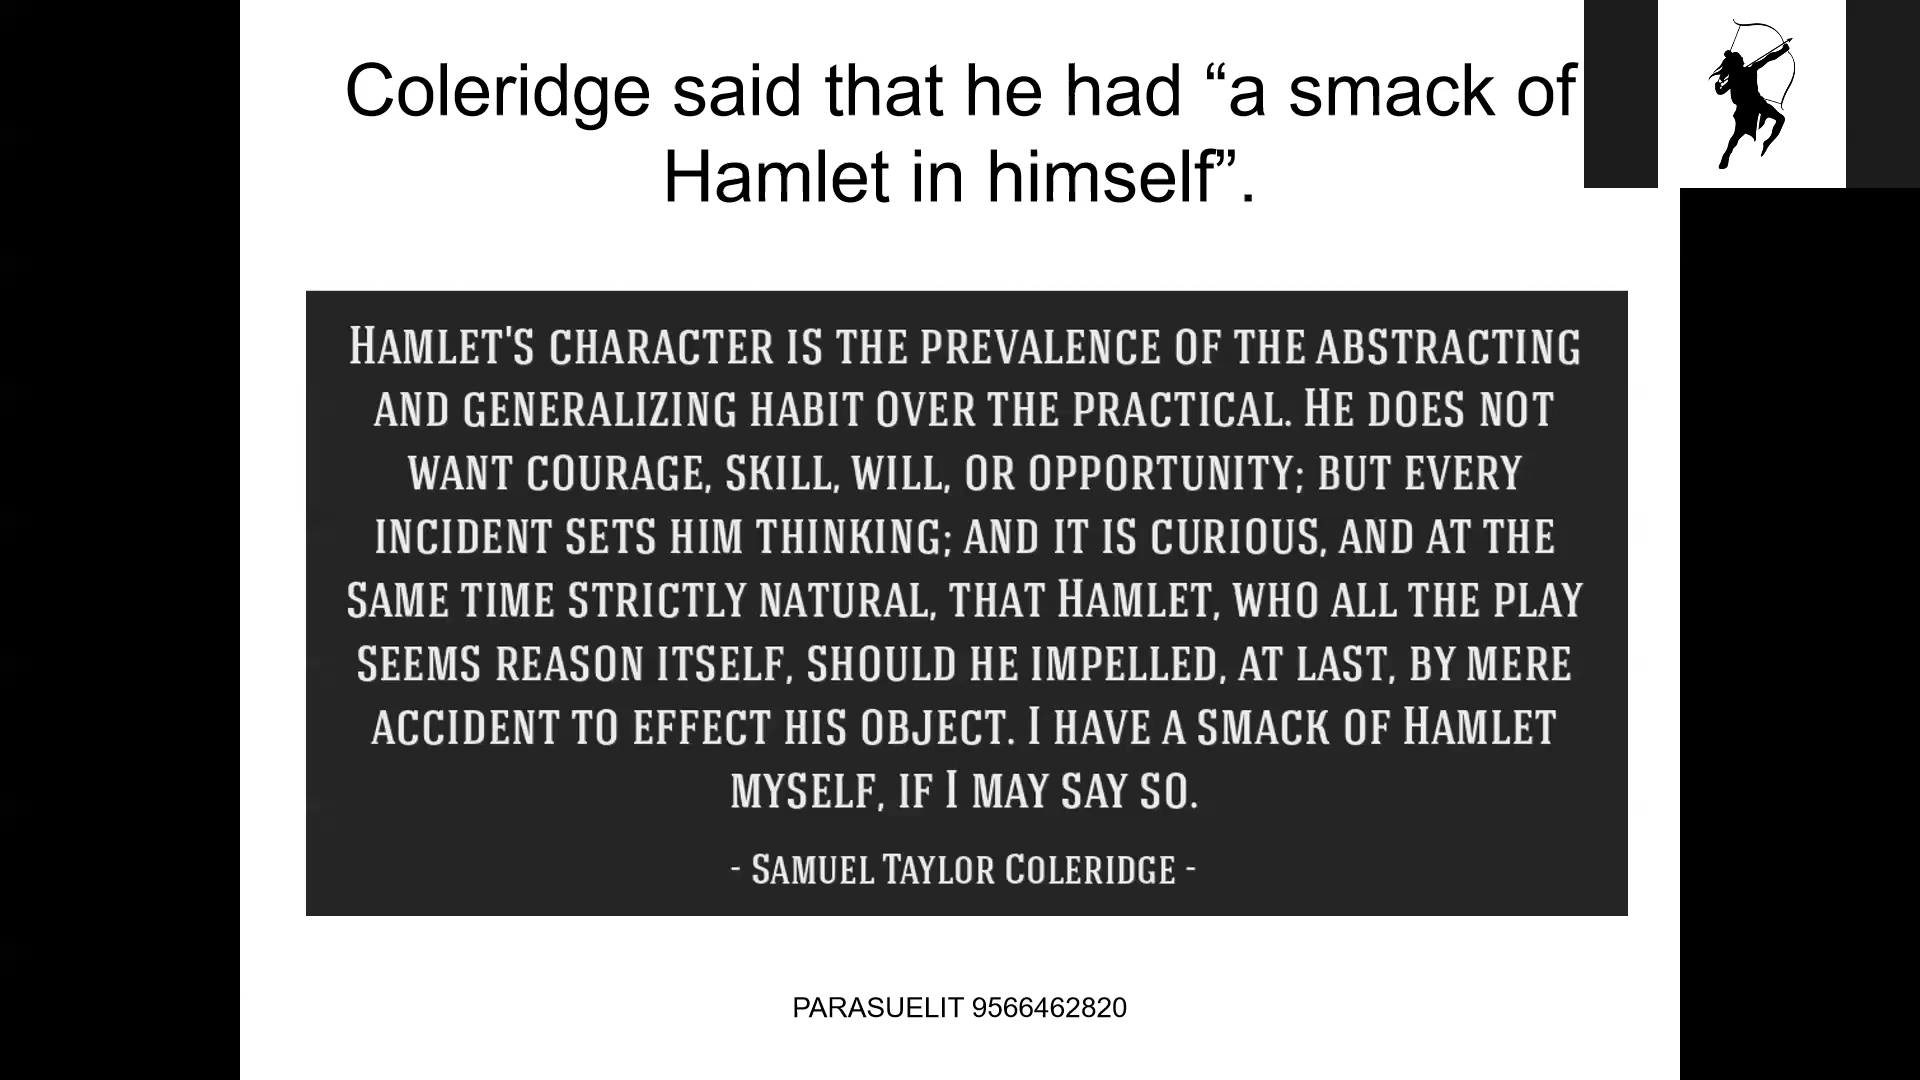 Coleridge said that he had “a smack of
Hamlet in himself”.
HAMLET'S CHARACTER IS THE PREVALENCE OF THE ABSTRACTING
AND GENERALIZING HABIT OVER THE PRACTICAL. HE DOES NOT
WANT COURAGE, SKILL, WILL, OR OPPORTUNITY; BUT EVERY
INCIDENT SETS HIM THINKING; AND IT IS CURIOUS, AND AT THE
SAME TIME STRICTLY NATURAL, THAT HAMLET, WHO ALL THE PLAY
SEEMS REASON ITSELF, SHOULD HE IMPELLED, AT LAST, BY MERE
ACCIDENT TO EFFECT HIS OBJECT. I HAVE A SMACK OF HAMLET
MYSELF, IF I MAY SAY SO.
- SAMUEL TAYLOR COLERIDGE -
PARASUELIT 9566462820